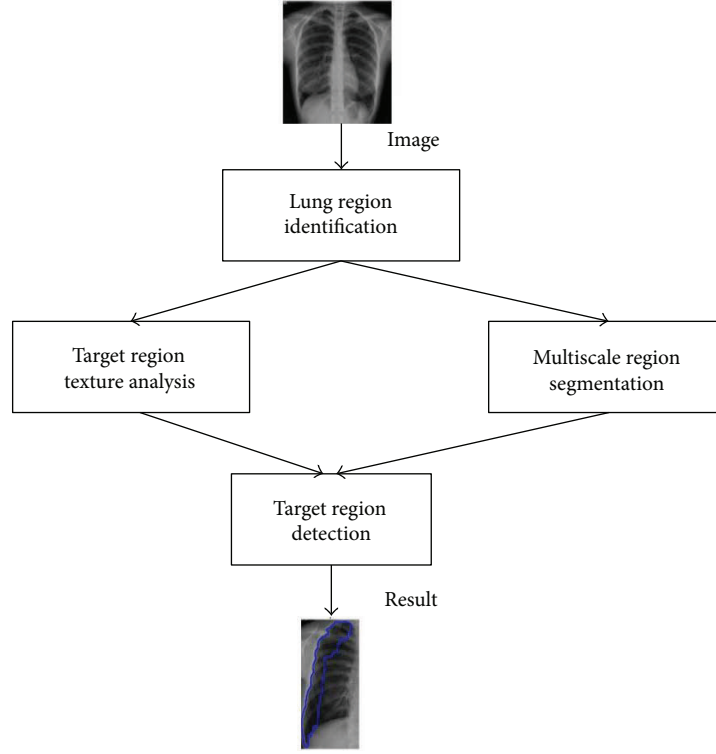 Image
Lung region
identification
Target region
texture analysis
Multiscale region
segmentation
Target region
detection
Result